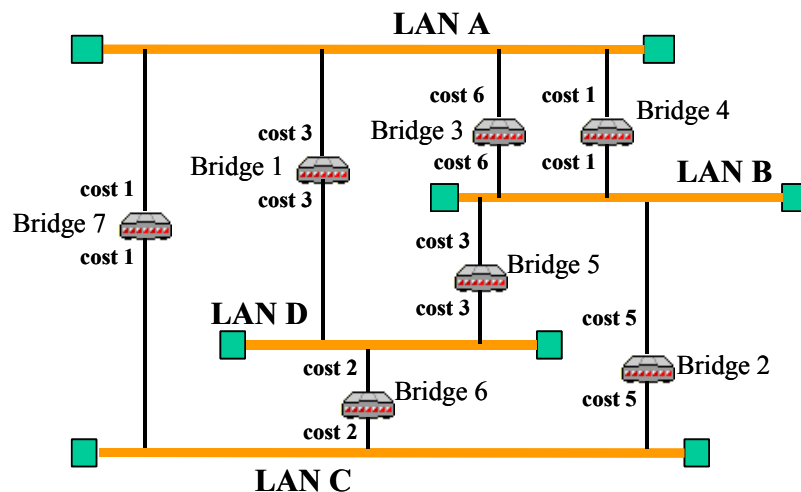 LAN A
cost 6
cost 1
Bridge 3
Bridge 4
cost 3
cost 6
cost 1
Bridge 1
LAN B
cost 1
cost 3
Bridge 7
cost 3
cost 1
Bridge 5
cost 3
LAN D
cost 5
cost 2
Bridge 2
Bridge 6
cost 5
cost 2
LAN C